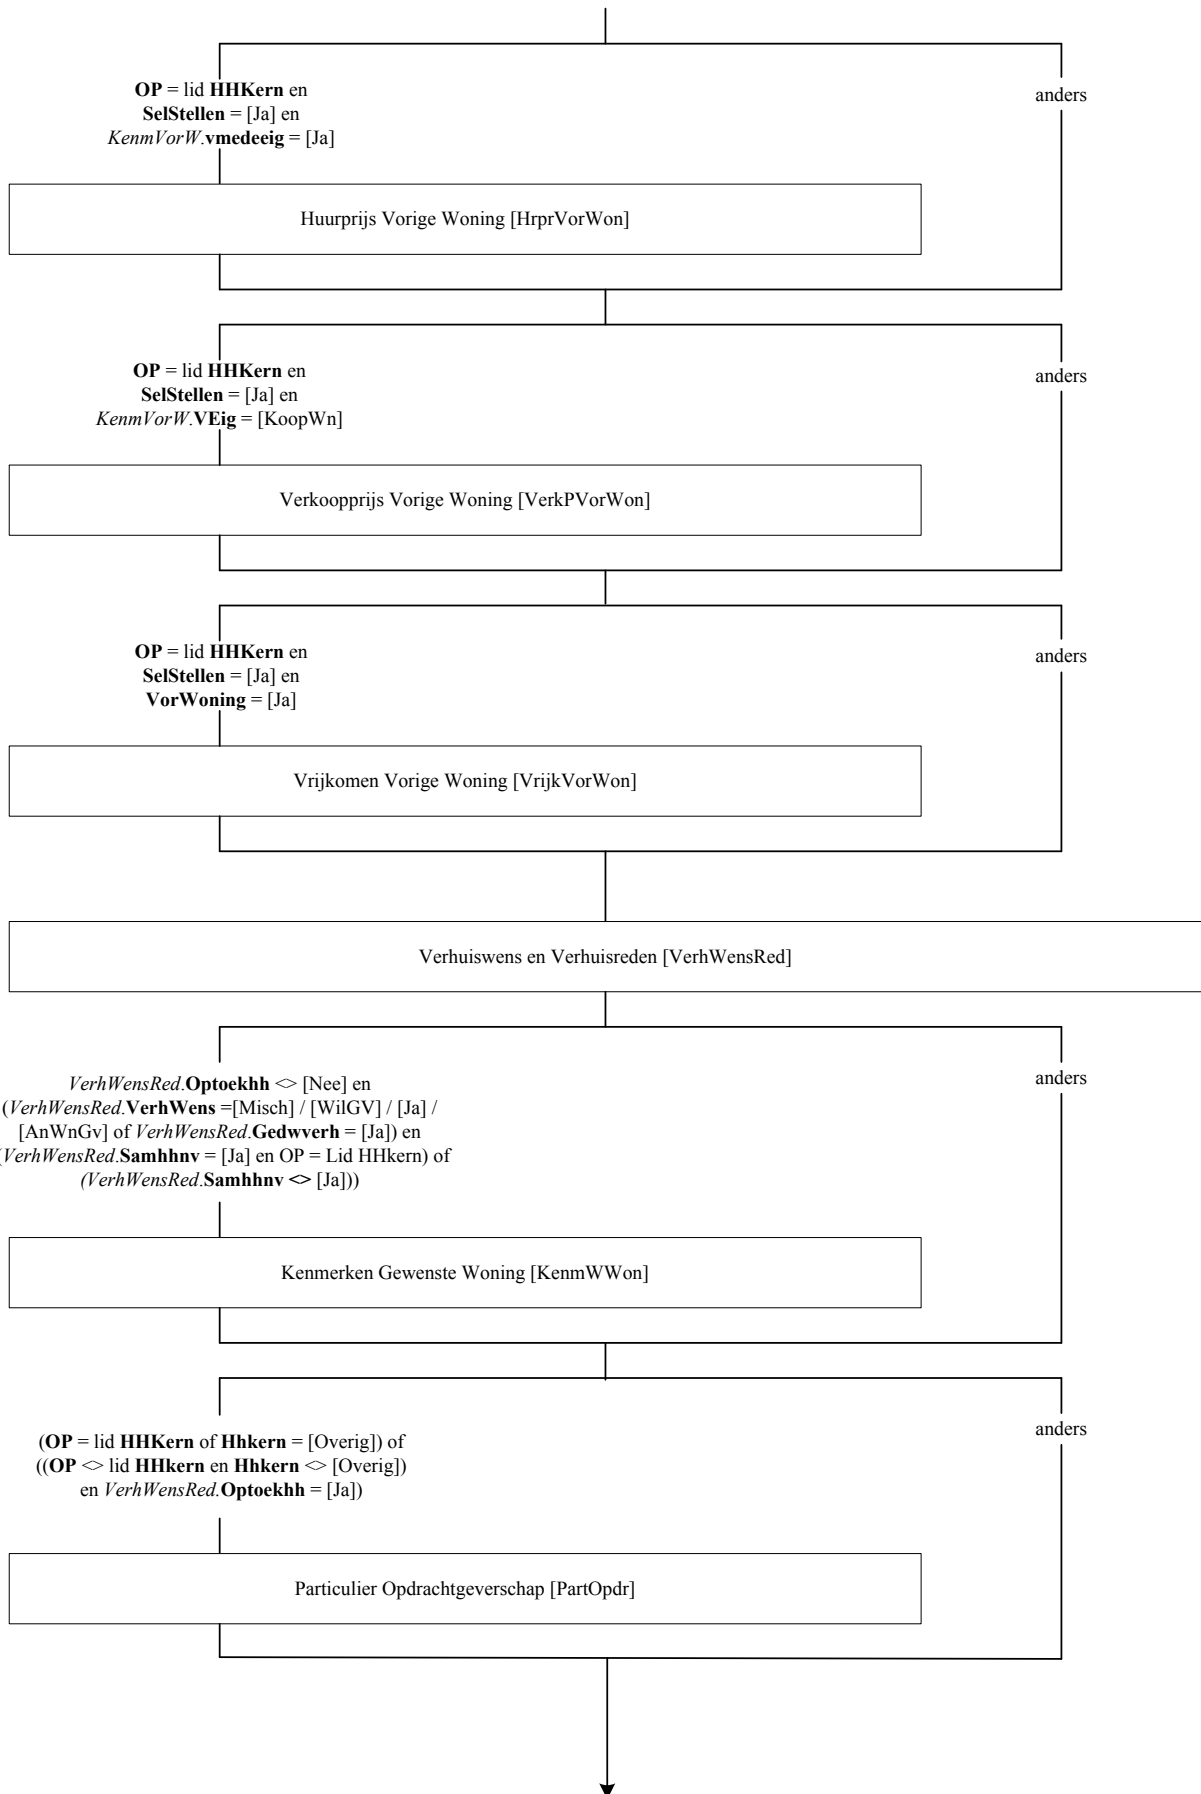 OP = lid HHKern en
SelStellen = [Ja] en
KenmVorW.vmedeeig = [Ja]
anders
Huurprijs Vorige Woning [HrprVorWon]
OP = lid HHKern en
SelStellen = [Ja] en
KenmVorW.VEig = [KoopWn]
anders
Verkoopprijs Vorige Woning [VerkPVorWon]
OP = lid HHKern en
SelStellen = [Ja] en
VorWoning = [Ja]
anders
Vrijkomen Vorige Woning [VrijkVorWon]
Verhuiswens en Verhuisreden [VerhWensRed]
VerhWensRed.Optoekhh <> [Nee] en
(VerhWensRed.VerhWens =[Misch] / [WilGV] / [Ja] /
[AnWnGv] of VerhWensRed.Gedwverh = [Ja]) en
(VerhWensRed.Samhhnv = [Ja] en OP = Lid HHkern) of
(VerhWensRed.Samhhnv <> [Ja]))
anders
Kenmerken Gewenste Woning [KenmWWon]
(OP = lid HHKern of Hhkern = [Overig]) of
((OP <> lid HHkern en Hhkern <> [Overig])
en VerhWensRed.Optoekhh = [Ja])
anders
Particulier Opdrachtgeverschap [PartOpdr]